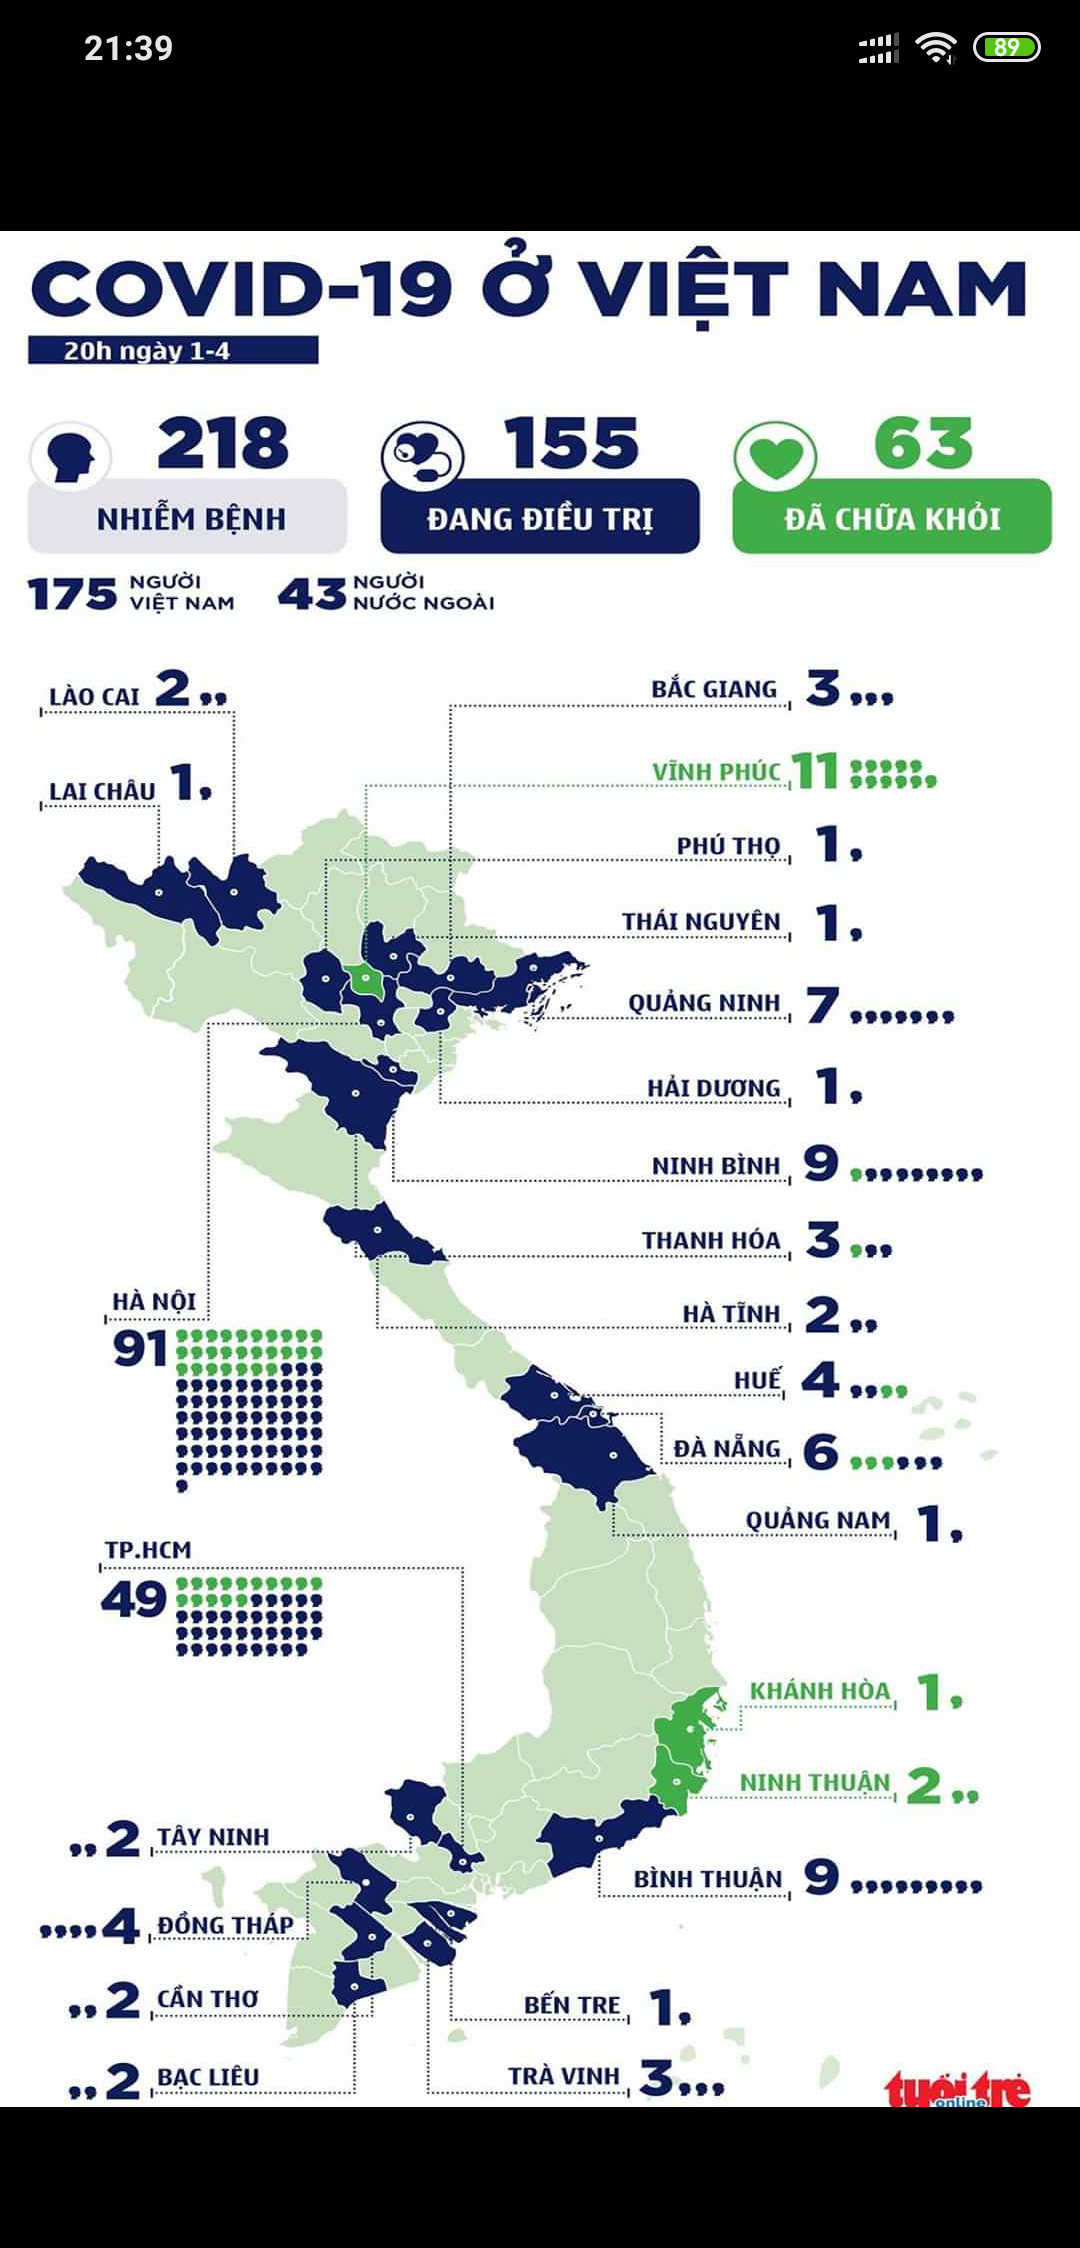 21:39
89
COVID-19 Ở VIỆT NAM
20h ngày 1-4
218
NHIỄM BỆNH
155
ĐANG ĐIỀU TRỊ
63
ĐÃ CHỮA KHỎI
175 NGƯỜI VIỆT NAM
43 NGƯỜI NƯỚC NGOÀI
LÀO CAI 2
LAI CHÂU 1
BẮC GIANG 3
VĨNH PHÚC 11
PHÚ THỌ 1
THÁI NGUYÊN 1
QUẢNG NINH 7
HẢI DƯƠNG 1
NINH BÌNH 9
THANH HÓA 3
HÀ TĨNH 2
HUẾ 4
ĐÀ NẴNG 6
QUẢNG NAM 1
HÀ NỘI
91
TP.HCM
49
KHÁNH HÒA 1
NINH THUẬN 2
BÌNH THUẬN 9
2 TÂY NINH
4 ĐỒNG THÁP
2 CẦN THƠ
2 BẠC LIÊU
BẾN TRE 1
TRÀ VINH 3
tuổi trẻ
online